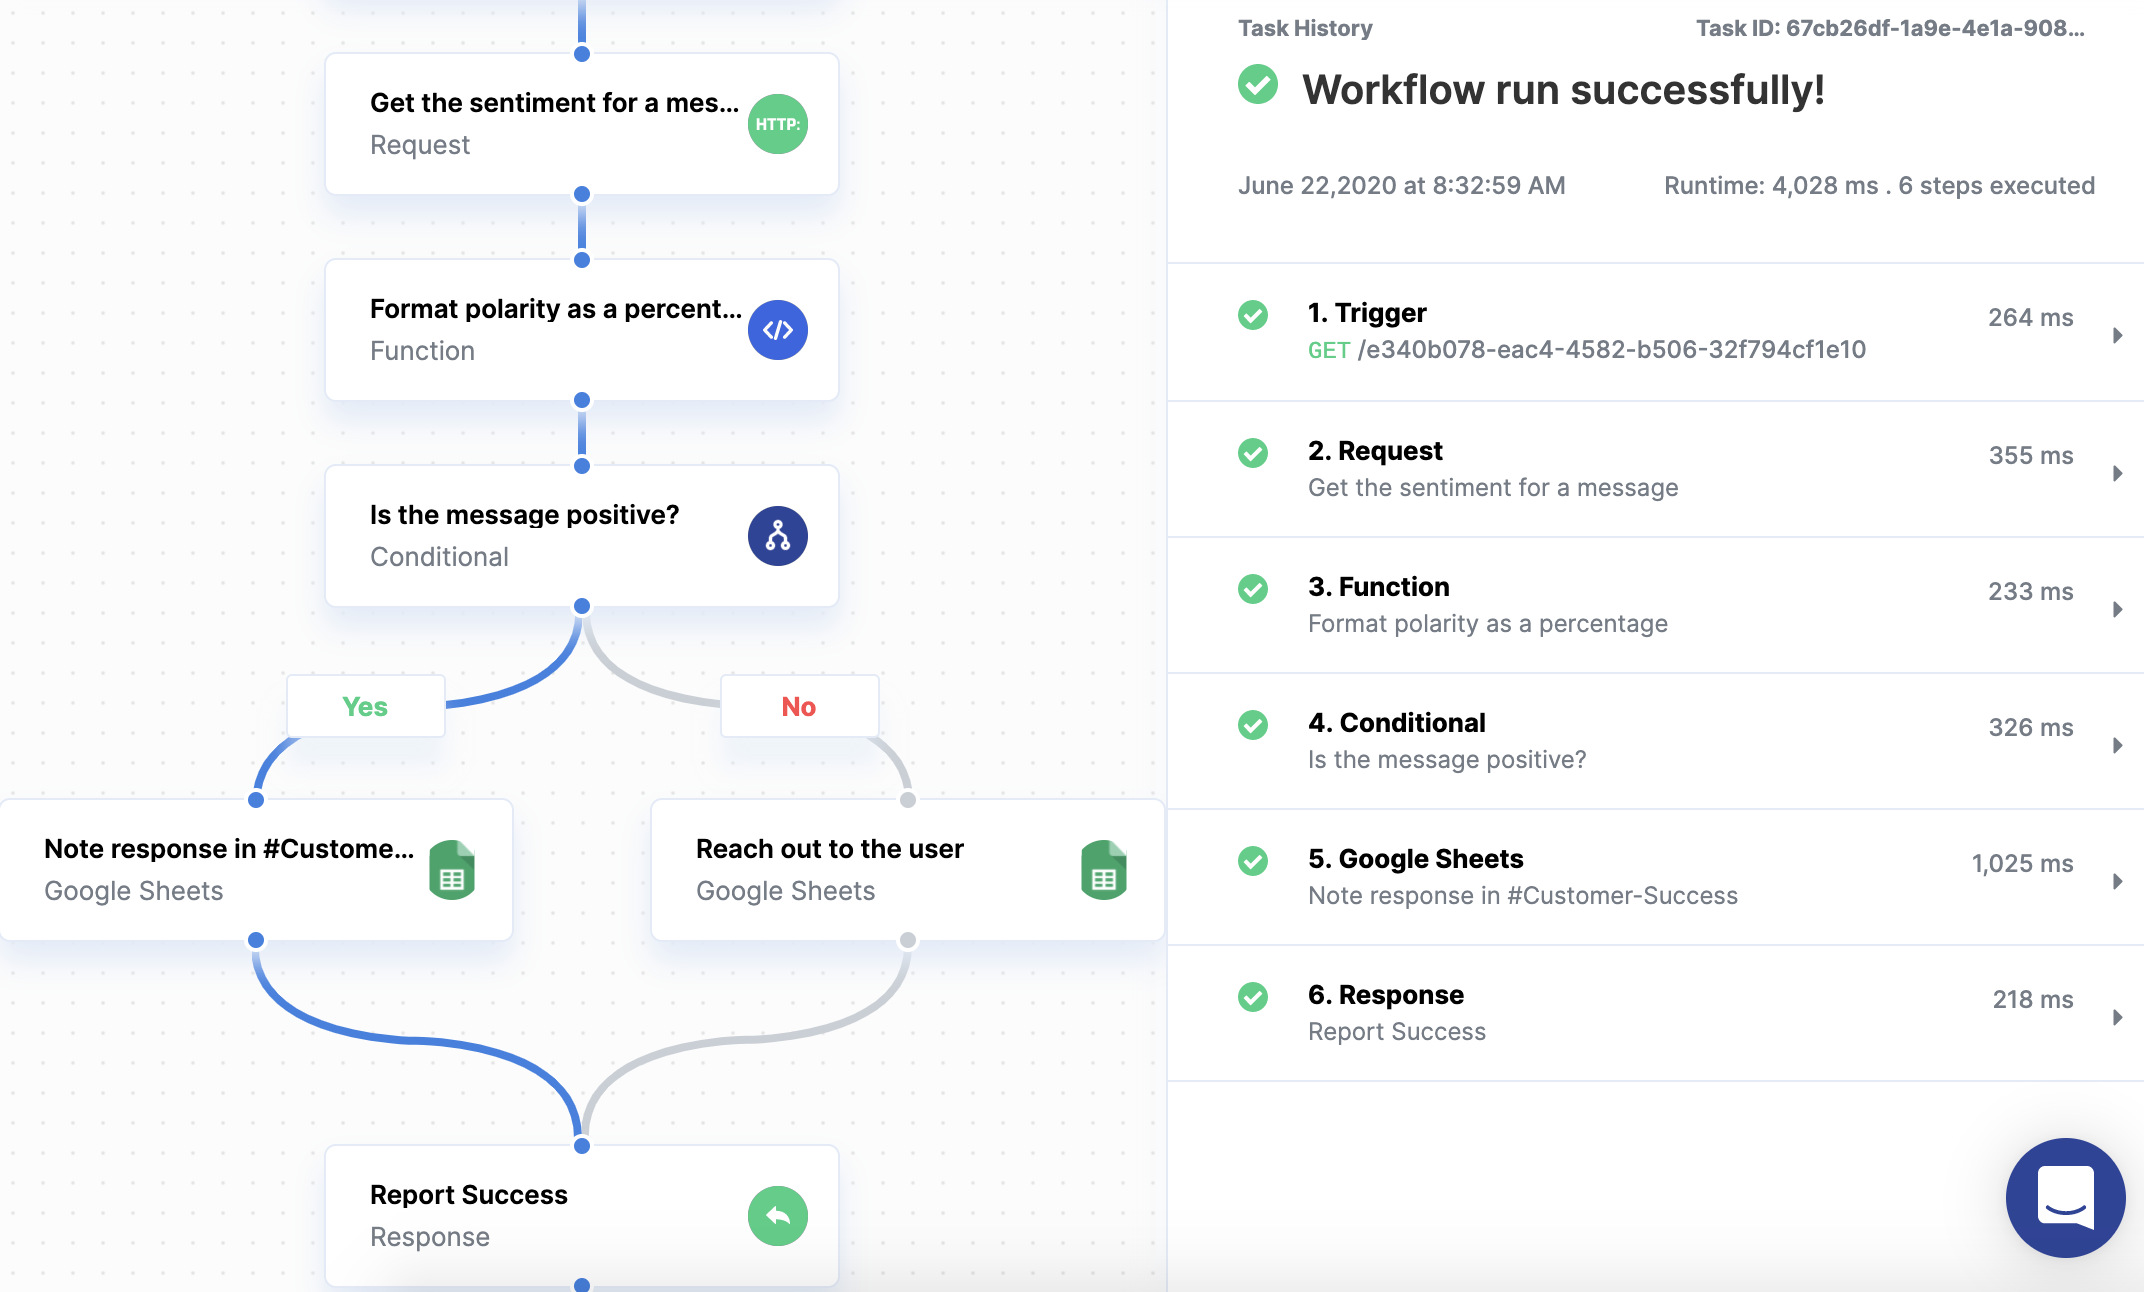 Get the sentiment for a mes...
Request
HTTP:
Format polarity as a percent...
Function
</>
Is the message positive?
Conditional
Yes
No
Note response in #Custome...
Google Sheets
Reach out to the user
Google Sheets
Report Success
Response
Task History
Task ID: 67cb26df-1a9e-4e1a-908...
Workflow run successfully!
June 22,2020 at 8:32:59 AM
Runtime: 4,028 ms . 6 steps executed
1. Trigger
264 ms
GET /e340b078-eac4-4582-b506-32f794cf1e10
2. Request
355 ms
Get the sentiment for a message
3. Function
233 ms
Format polarity as a percentage
4. Conditional
326 ms
Is the message positive?
5. Google Sheets
1,025 ms
Note response in #Customer-Success
6. Response
218 ms
Report Success